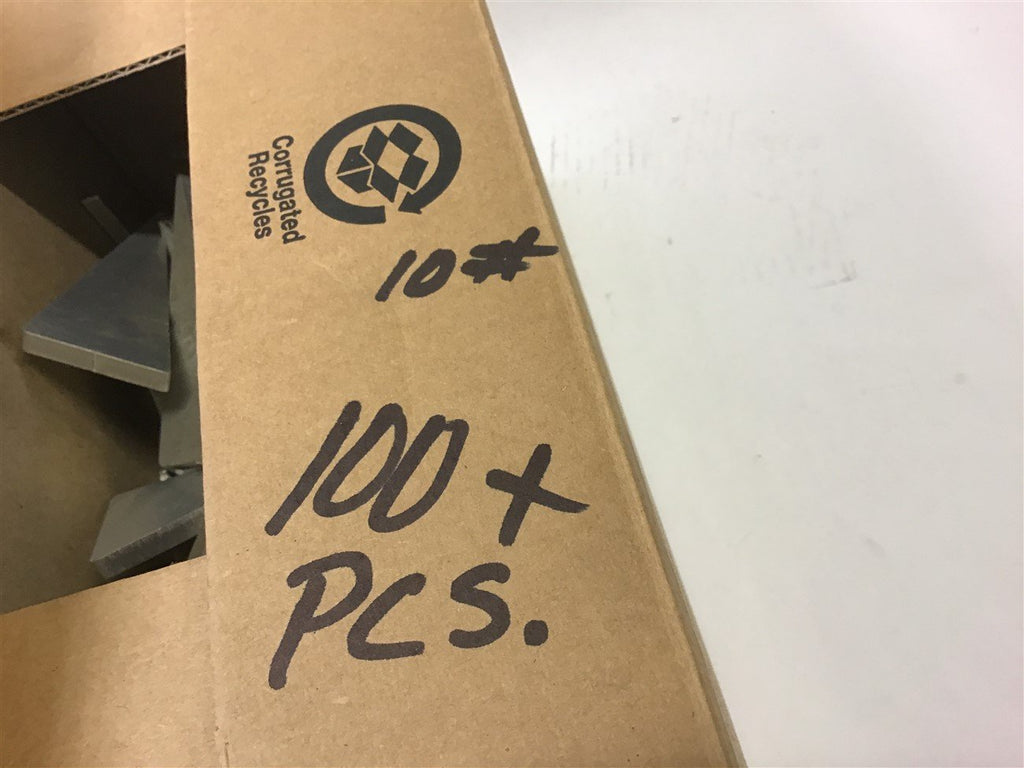 Corrugated
Recycles
10#
100+
PCS.